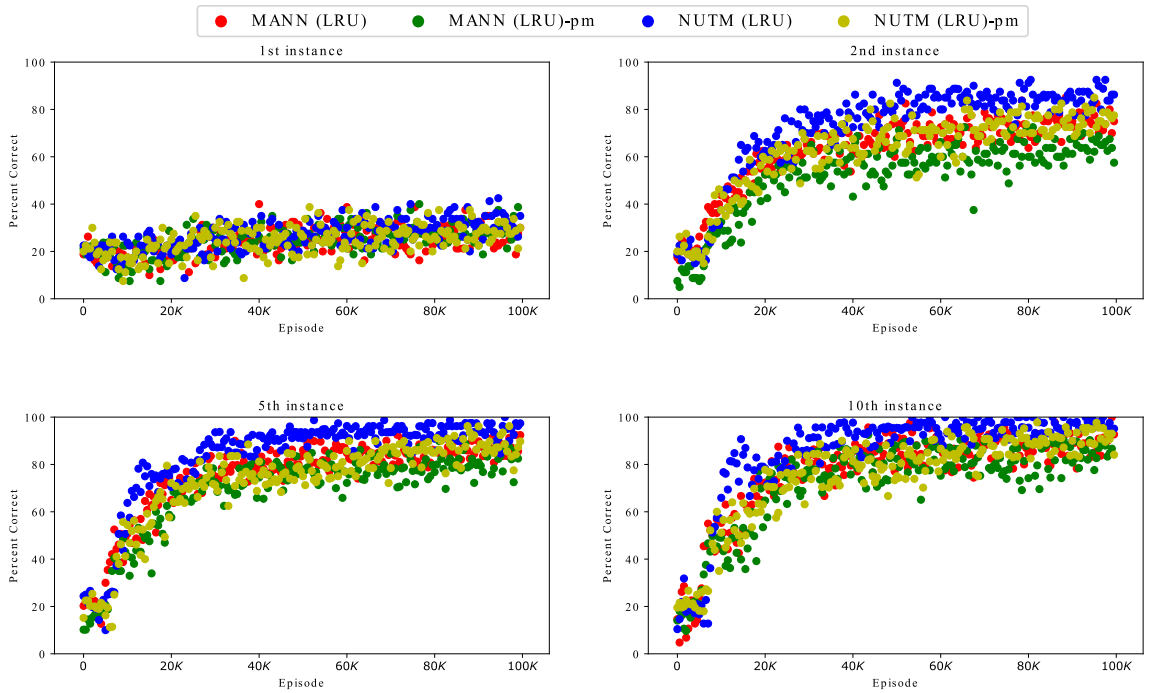 MANN (LRU) MANN (LRU)-pm NUTM (LRU) NUTM (LRU)-pm
1st instance
Percent Correct
100
80
60
40
20
0
0 20K 40K 60K 80K 100K
Episode
2nd instance
Percent Correct
100
80
60
40
20
0
0 20K 40K 60K 80K 100K
Episode
5th instance
Percent Correct
100
80
60
40
20
0
0 20K 40K 60K 80K 100K
Episode
10th instance
Percent Correct
100
80
60
40
20
0
0 20K 40K 60K 80K 100K
Episode